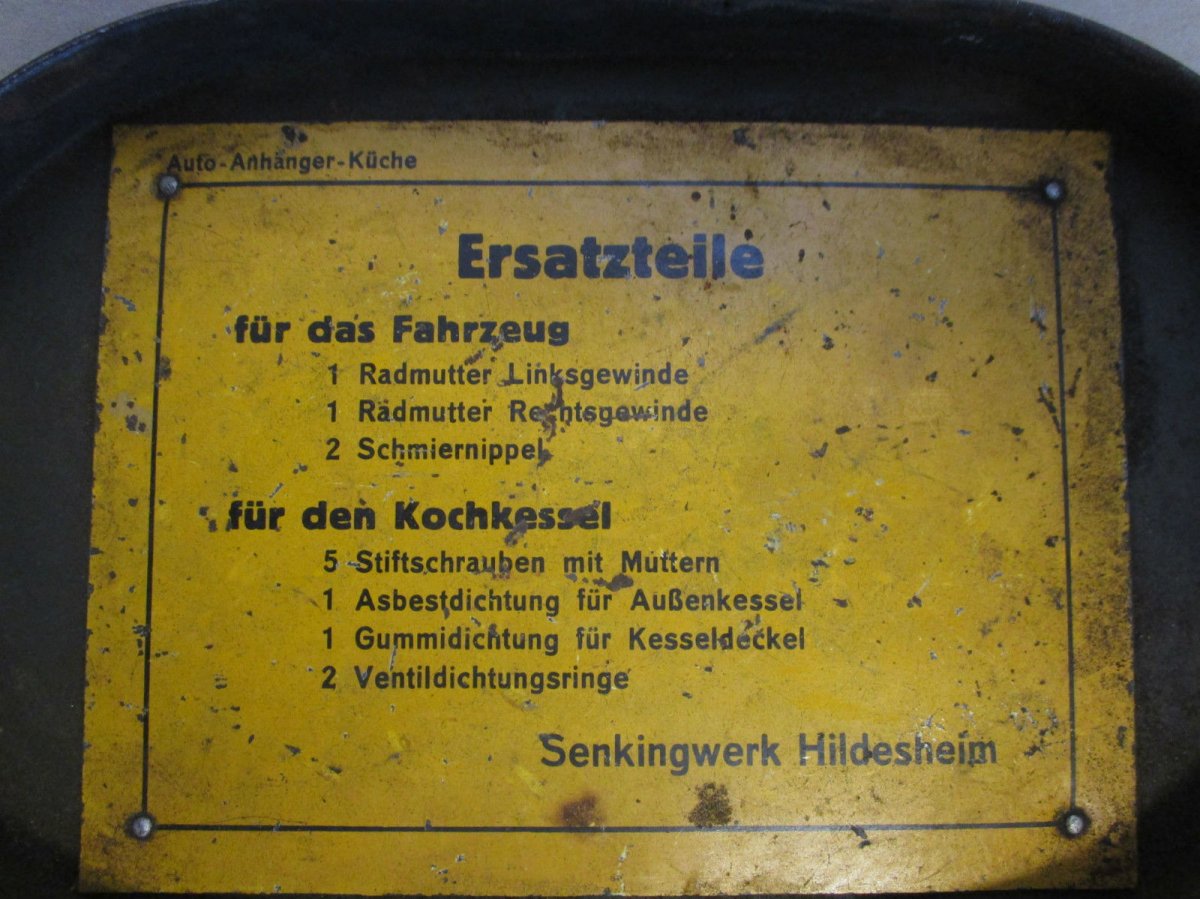 Auto-Anhänger-Küche
Ersatzteile
für das Fahrzeug
1 Radmutter Linksgewinde
1 Radmutter Rechtsgewinde
2 Schmiernippel
für den Kochkessel
5 Stiftschrauben mit Muttern
1 Asbestdichtung für Außenkessel
1 Gummidichtung für Kesseldeckel
2 Ventildichtungsringe
Senkingwerk Hildesheim